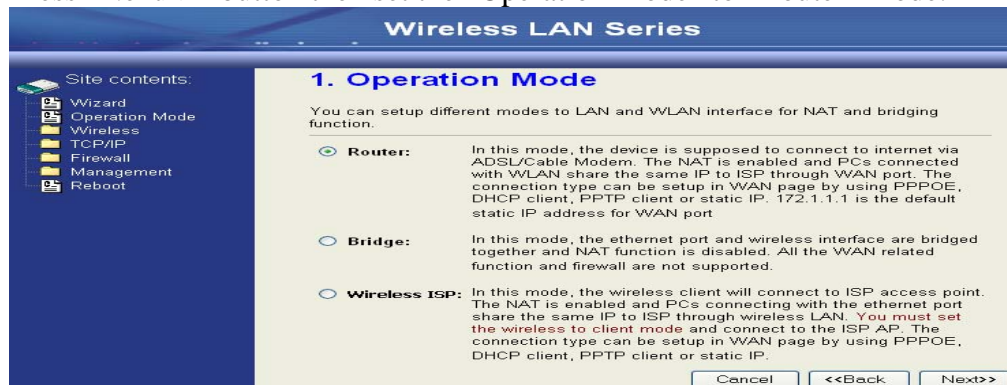 Wireless LAN Series
Site contents:
Wizard
Operation Mode
Wireless
TCP/IP
Firewall
Management
Reboot
1. Operation Mode
You can setup different modes to LAN and WLAN interface for NAT and bridging
function.
Router: In this mode, the device is supposed to connect to internet via
ADSL/Cable Modem. The NAT is enabled and PCs connected
with WLAN share the same IP to ISP through WAN port. The
connection type can be setup in WAN page by using PPPOE,
DHCP client, PPTP client or static IP. 172.1.1.1 is the default
static IP address for WAN port
Bridge: In this mode, the ethernet port and wireless interface are bridged
together and NAT function is disabled. All the WAN related
function and firewall are not supported.
Wireless ISP: In this mode, the wireless client will connect to ISP access point.
The NAT is enabled and PCs connecting with the ethernet port
share the same IP to ISP through wireless LAN. You must set
the wireless to client mode and connect to the ISP AP. The
connection type can be setup in WAN page by using PPPOE,
DHCP client, PPTP client or static IP.
Cancel <<Back Next>>